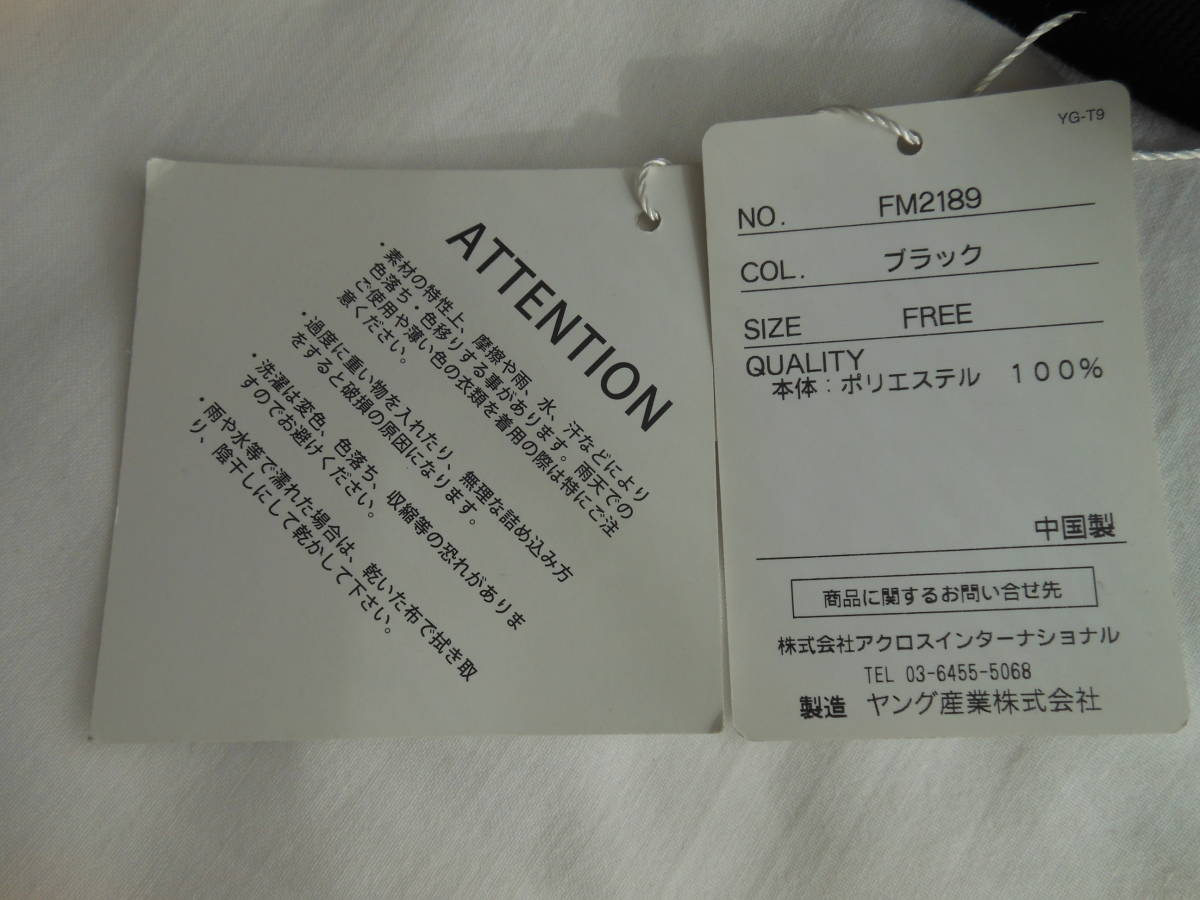 ATTENTION
・素材の特性上、摩擦や雨、水、汗などにより
色落ち・色移りする事があります。雨天での
ご使用や薄い色の衣類を着用の際は特にご注
意ください。
・過度に重い物を入れたり、無理な詰め込み方
をすると破損の原因になります。
・洗濯は変色、色落ち、収縮等の恐れがありま
すのでお避けください。
・雨や水等で濡れた場合は、乾いた布で拭き取
り、陰干しにして乾かして下さい。
YG-T9
NO. FM2189
COL. ブラック
SIZE FREE
QUALITY
本体：ポリエステル １００％
中国製
商品に関するお問い合せ先
株式会社アクロスインターナショナル
TEL 03-6455-5068
製造 ヤング産業株式会社